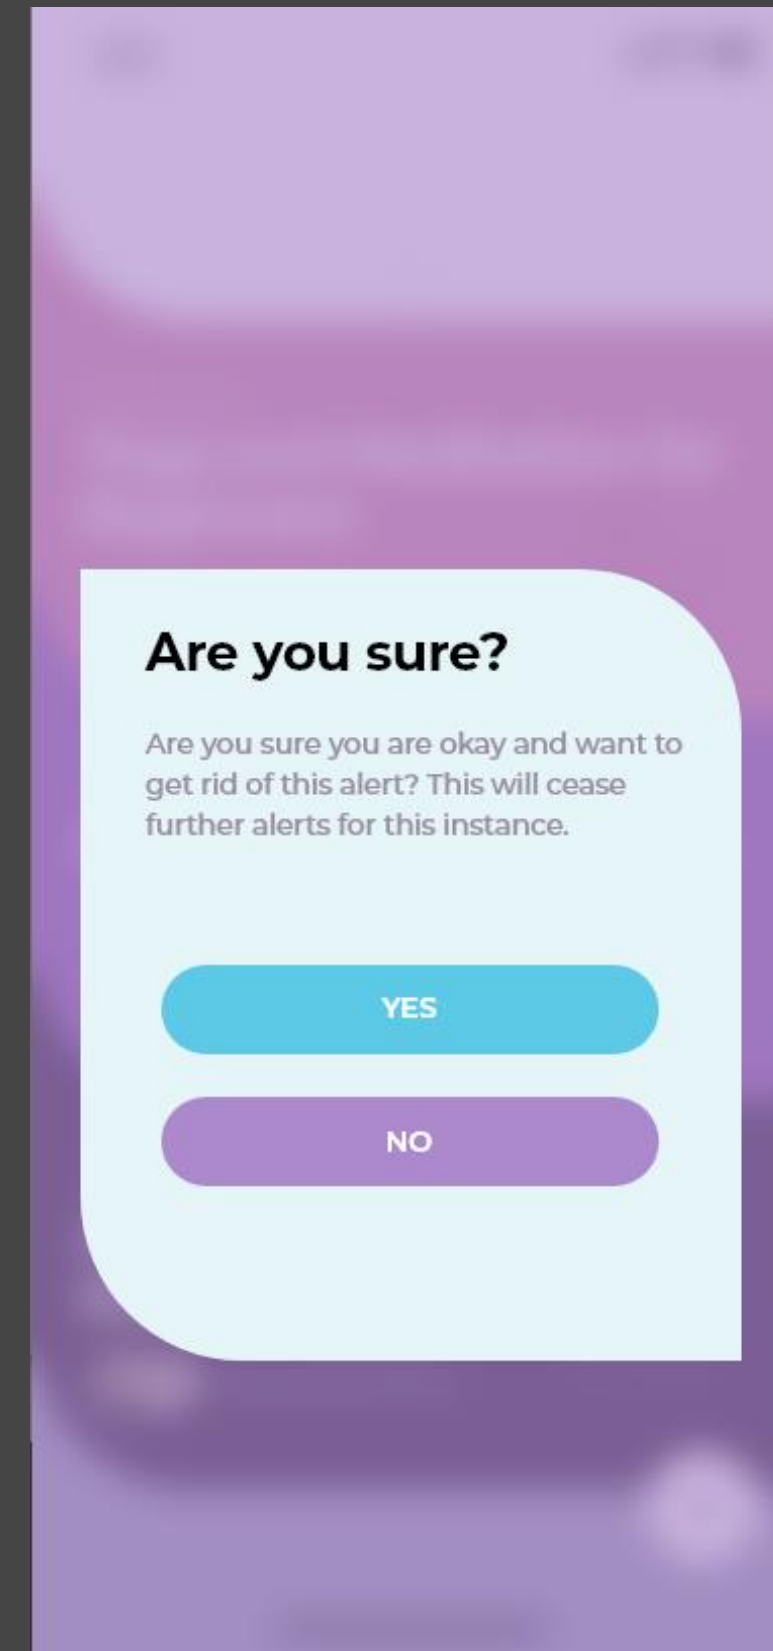 Are you sure?
Are you sure you are okay and want to
get rid of this alert? This will cease
further alerts for this instance.
YES
NO